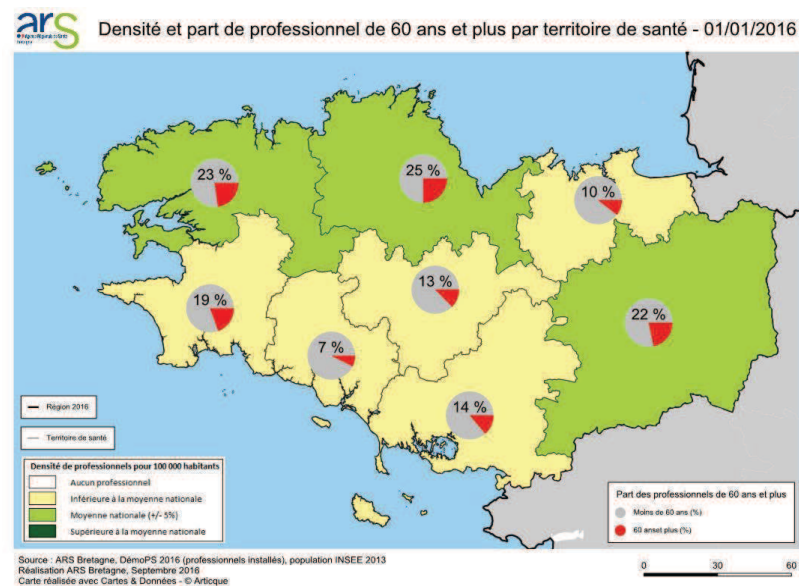 ars
Densité et part de professionnel de 60 ans et plus par territoire de santé - 01/01/2016
23 %
25 %
10 %
13 %
19 %
22 %
7 %
14 %
Région 2016
Territoire de santé
Densité de professionnels pour 100 000 habitants
Aucun professionnel
Inférieure à la moyenne nationale
Moyenne nationale (+/- 5%)
Supérieure à la moyenne nationale
Part des professionnels de 60 ans et plus
Moins de 60 ans (%)
60 anset plus (%)
0 30 60
Source : ARS Bretagne, DémoPS 2016 (professionnels installés), population INSEE 2013
Réalisation ARS Bretagne, Septembre 2016
Carte réalisée avec Cartes & Données - © Articque